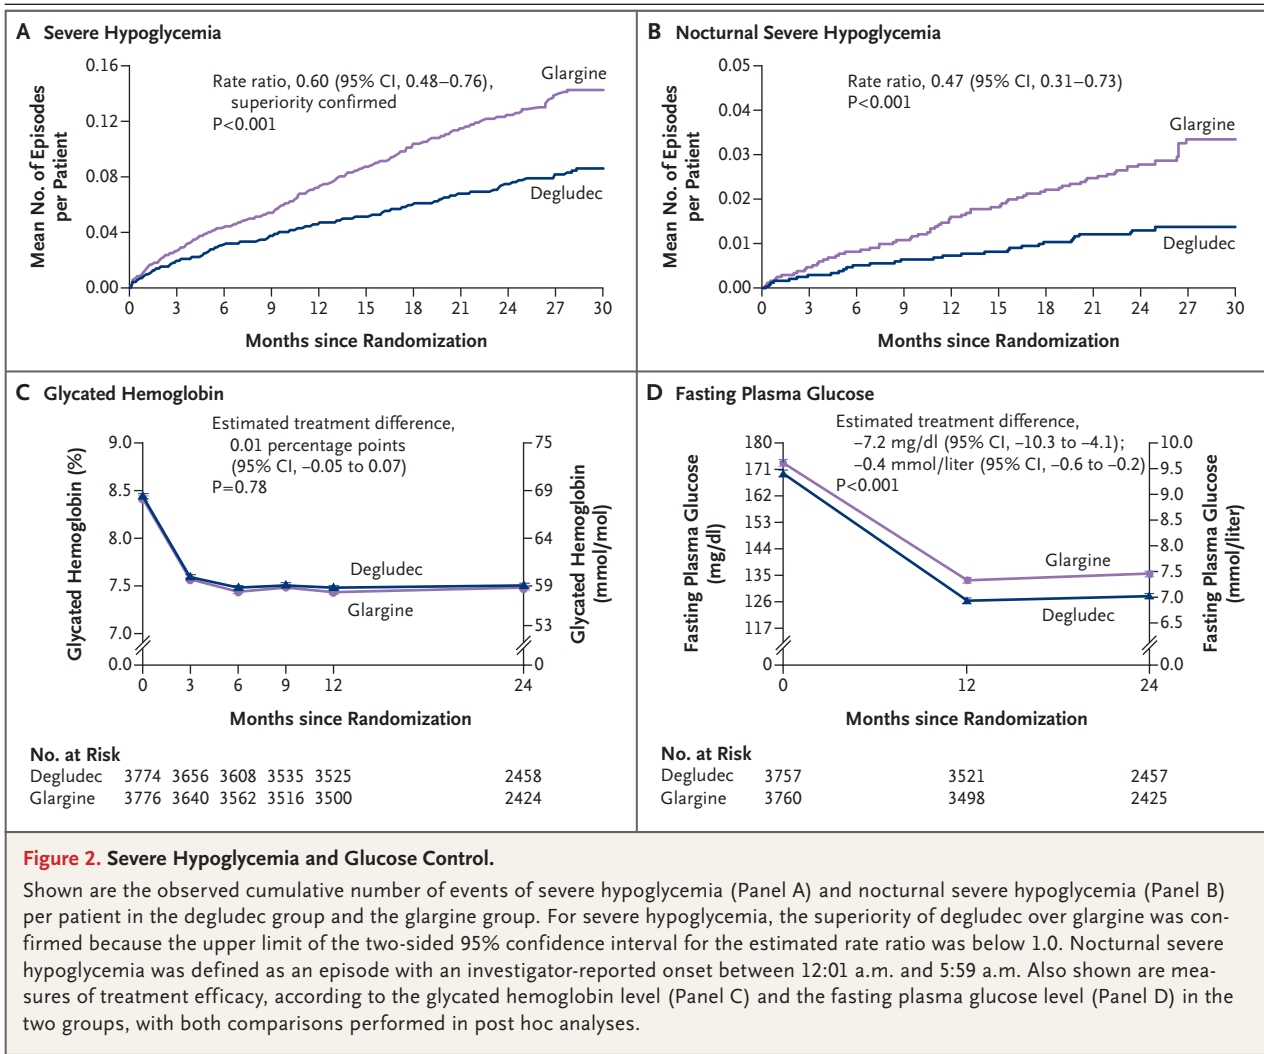 A Severe Hypoglycemia
Mean No. of Episodes
per Patient
0.16
0.12
0.08
0.04
0.00
Rate ratio, 0.60 (95% CI, 0.48–0.76),
superiority confirmed
P<0.001
Glargine
Degludec
0 3 6 9 12 15 18 21 24 27 30
Months since Randomization
B Nocturnal Severe Hypoglycemia
Mean No. of Episodes
per Patient
0.05
0.04
0.03
0.02
0.01
0.00
Rate ratio, 0.47 (95% CI, 0.31–0.73)
P<0.001
Glargine
Degludec
0 3 6 9 12 15 18 21 24 27 30
Months since Randomization
C Glycated Hemoglobin
Glycated Hemoglobin (%)
9.0
8.5
8.0
7.5
7.0
0.0
Estimated treatment difference,
0.01 percentage points
(95% CI, −0.05 to 0.07)
P=0.78
Degludec
Glargine
75
69
64
59
53
0
Glycated Hemoglobin
(mmol/mol)
0 3 6 9 12 24
Months since Randomization
No. at Risk
Degludec 3774 3656 3608 3535 3525 2458
Glargine 3776 3640 3562 3516 3500 2424
D Fasting Plasma Glucose
Fasting Plasma Glucose
(mg/dl)
180
171
162
153
144
135
126
117
0
Estimated treatment difference,
−7.2 mg/dl (95% CI, −10.3 to −4.1);
−0.4 mmol/liter (95% CI, −0.6 to −0.2)
P<0.001
Glargine
Degludec
10.0
9.5
9.0
8.5
8.0
7.5
7.0
6.5
0.0
Fasting Plasma Glucose
(mmol/liter)
0 12 24
Months since Randomization
No. at Risk
Degludec 3757 3521 2457
Glargine 3760 3498 2425
Figure 2. Severe Hypoglycemia and Glucose Control.
Shown are the observed cumulative number of events of severe hypoglycemia (Panel A) and nocturnal severe hypoglycemia (Panel B)
per patient in the degludec group and the glargine group. For severe hypoglycemia, the superiority of degludec over glargine was con-
firmed because the upper limit of the two-sided 95% confidence interval for the estimated rate ratio was below 1.0. Nocturnal severe
hypoglycemia was defined as an episode with an investigator-reported onset between 12:01 a.m. and 5:59 a.m. Also shown are mea-
sures of treatment efficacy, according to the glycated hemoglobin level (Panel C) and the fasting plasma glucose level (Panel D) in the
two groups, with both comparisons performed in post hoc analyses.